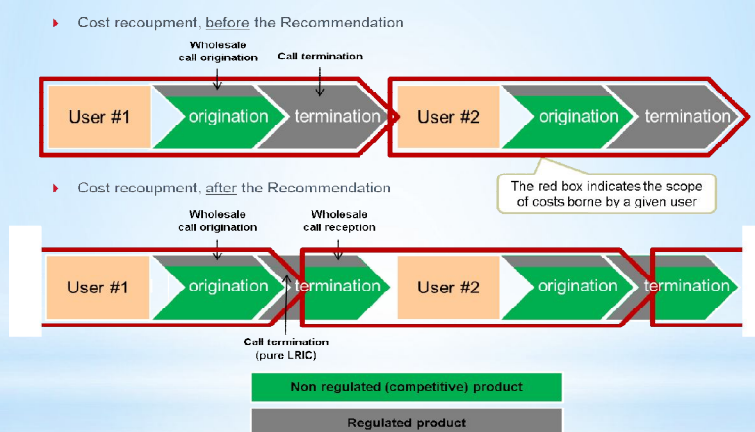 Cost recoupment, before the Recommendation
Wholesale
call origination
Call termination
User #1
origination
termination
User #2
origination
termination
The red box indicates the scope
of costs borne by a given user
Cost recoupment, after the Recommendation
Wholesale
call origination
Wholesale
call reception
User #1
origination
termination
User #2
origination
termination
Call termination
(pure LRIC)
Non regulated (competitive) product
Regulated product